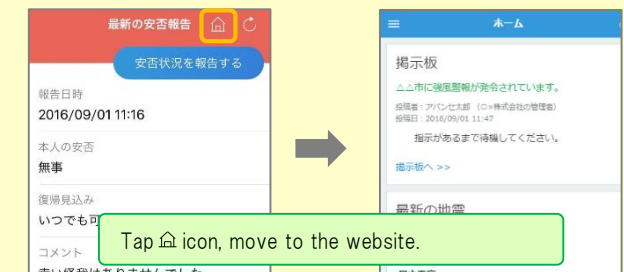 最新の安否報告
安否状況を報告する
報告日時
2016/09/01 11:16
本人の安否
無事
復帰見込み
いつでも可
コメント
ホーム
掲示板
△△市に強風警報が発令されています。
投稿者：アバンセ太郎 （○×株式会社の管理者）
投稿日：2016/09/01 11:47
指示があるまで待機してください。
掲示板へ >>
最新の地震
Tap icon, move to the website.